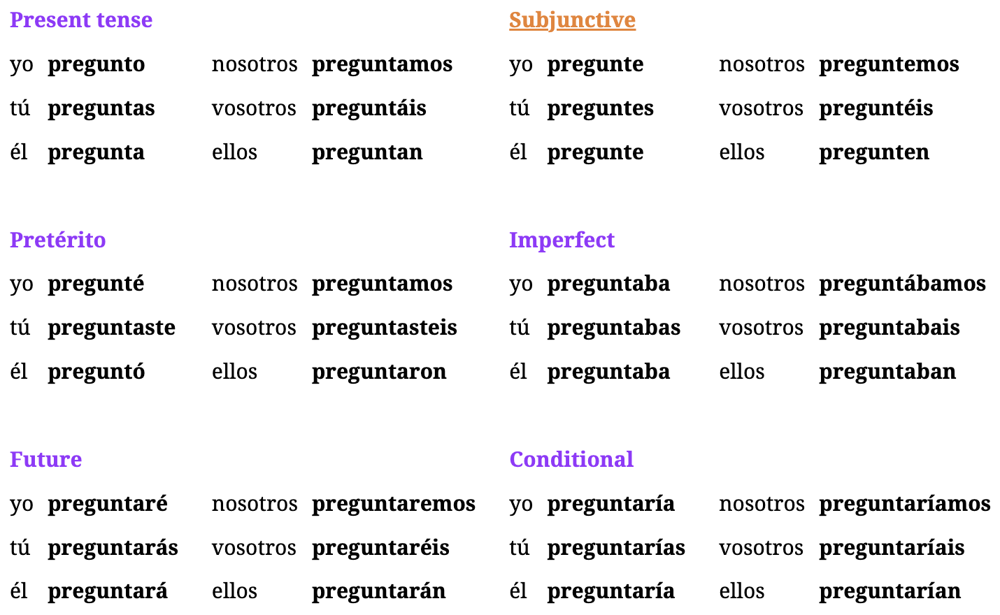 Present tense
yo pregunto nosotros preguntamos
tú preguntas vosotros preguntáis
él pregunta ellos preguntan
Subjunctive
yo pregunte nosotros preguntemos
tú preguntes vosotros preguntéis
él pregunte ellos pregunten
Pretérito
yo pregunté nosotros preguntamos
tú preguntaste vosotros preguntasteis
él preguntó ellos preguntaron
Imperfect
yo preguntaba nosotros preguntábamos
tú preguntabas vosotros preguntabais
él preguntaba ellos preguntaban
Future
yo preguntaré nosotros preguntaremos
tú preguntarás vosotros preguntaréis
él preguntará ellos preguntarán
Conditional
yo preguntaría nosotros preguntaríamos
tú preguntarías vosotros preguntaríais
él preguntaría ellos preguntarían